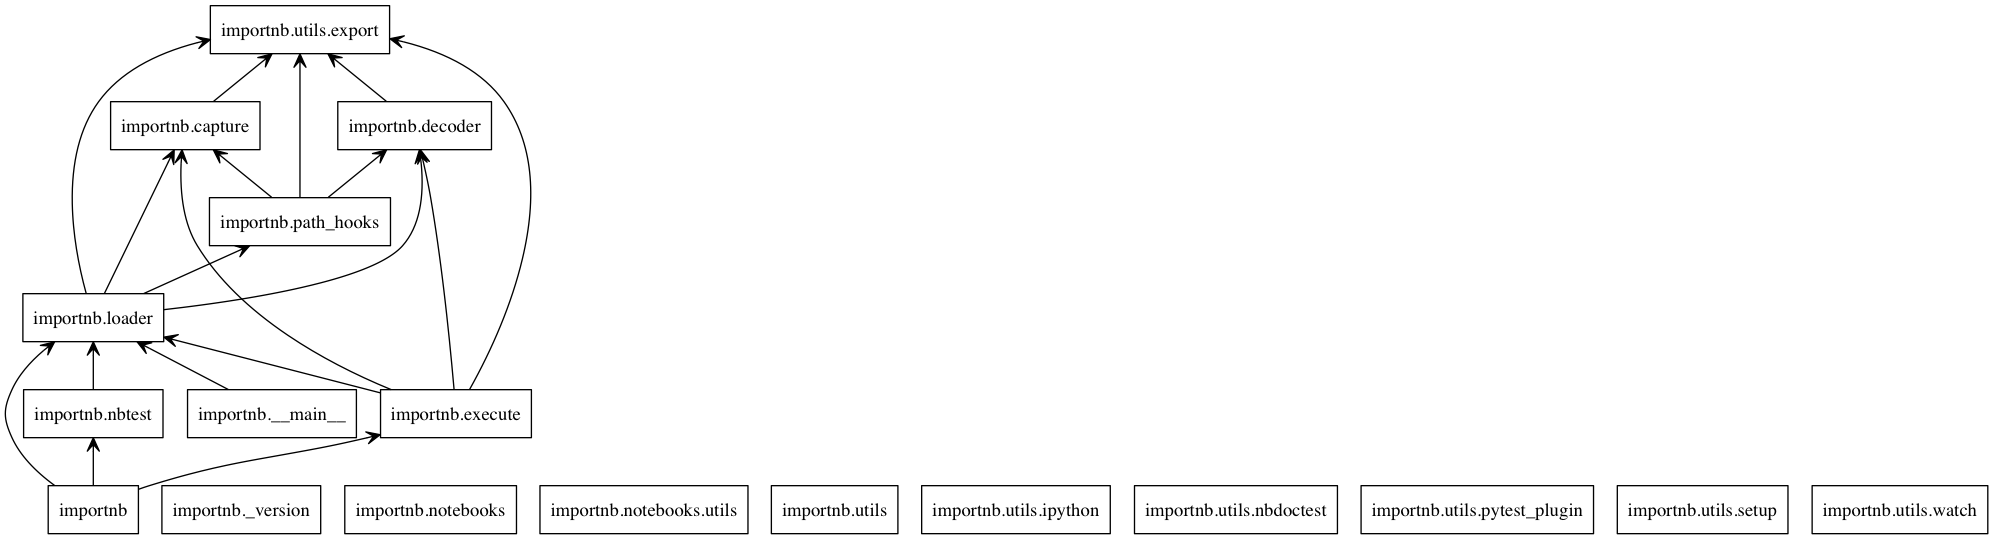 importnb.utils.export
importnb.capture
importnb.decoder
importnb.path_hooks
importnb.loader
importnb.nbtest
importnb.__main__
importnb.execute
importnb
importnb._version
importnb.notebooks
importnb.notebooks.utils
importnb.utils
importnb.utils.ipython
importnb.utils.nbdoctest
importnb.utils.pytest_plugin
importnb.utils.setup
importnb.utils.watch